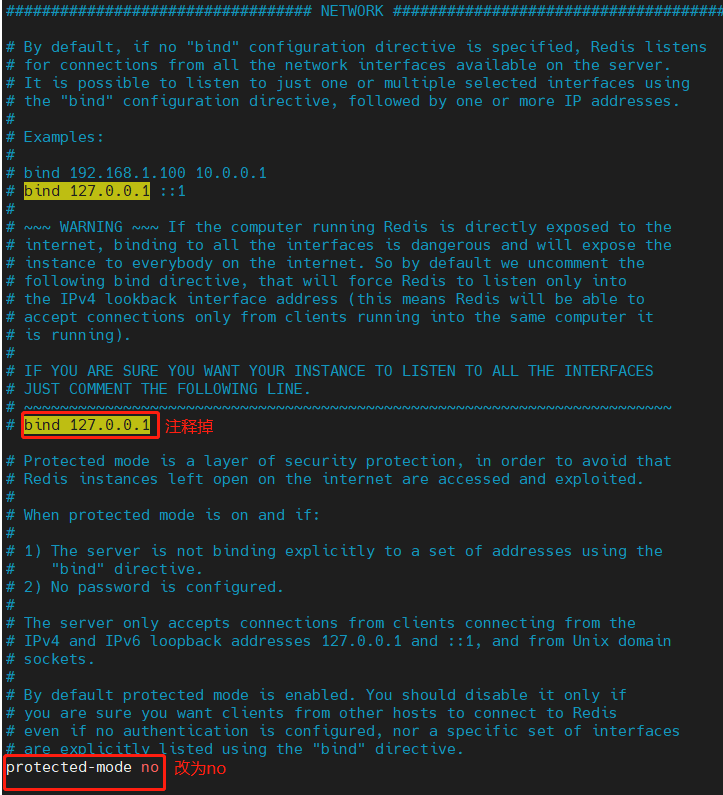 ################################## NETWORK #####################################
# By default, if no "bind" configuration directive is specified, Redis listens
# for connections from all the network interfaces available on the server.
# It is possible to listen to just one or multiple selected interfaces using
# the "bind" configuration directive, followed by one or more IP addresses.
#
# Examples:
#
# bind 192.168.1.100 10.0.0.1
# bind 127.0.0.1 ::1
#
# ~~~ WARNING ~~~ If the computer running Redis is directly exposed to the
# internet, binding to all the interfaces is dangerous and will expose the
# instance to everybody on the internet. So by default we uncomment the
# following bind directive, that will force Redis to listen only into
# the IPv4 lookback interface address (this means Redis will be able to
# accept connections only from clients running into the same computer it
# is running).
#
# IF YOU ARE SURE YOU WANT YOUR INSTANCE TO LISTEN TO ALL THE INTERFACES
# JUST COMMENT THE FOLLOWING LINE.
# ~~~~~~~~~~~~~~~~~~~~~~~~~~~~~~~~~~~~~~~~~~~~~~~~~~~~~~~~~~~~~~~~~~~~~~~~
# bind 127.0.0.1 注释掉
# Protected mode is a layer of security protection, in order to avoid that
# Redis instances left open on the internet are accessed and exploited.
#
# When protected mode is on and if:
#
# 1) The server is not binding explicitly to a set of addresses using the
#    "bind" directive.
# 2) No password is configured.
#
# The server only accepts connections from clients connecting from the
# IPv4 and IPv6 loopback addresses 127.0.0.1 and ::1, and from Unix domain
# sockets.
#
# By default protected mode is enabled. You should disable it only if
# you are sure you want clients from other hosts to connect to Redis
# even if no authentication is configured, nor a specific set of interfaces
# are explicitly listed using the "bind" directive.
protected-mode no 改为no